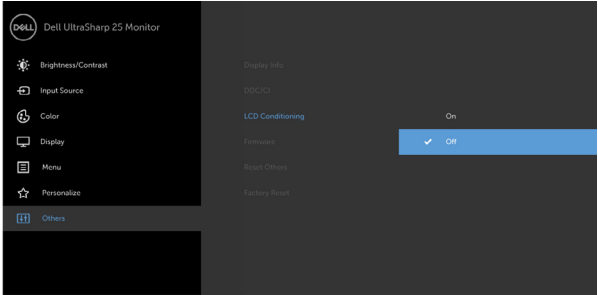 DELL Dell UltraSharp 25 Monitor
Brightness/Contrast
Input Source
Color
Display
Menu
Personalize
Others
Display Info
DDC/CI
LCD Conditioning
Firmware
Reset Others
Factory Reset
On
Off